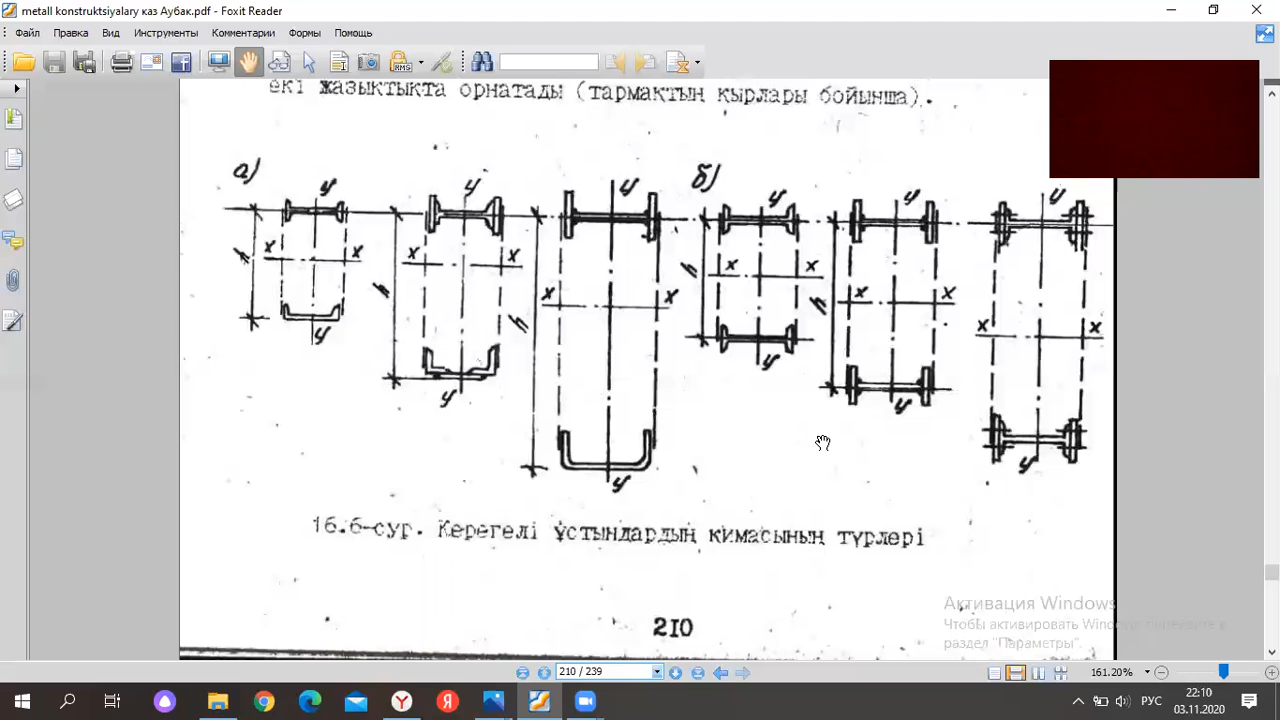 metall konstruktsiyalary каз Аубак.pdf - Foxit Reader
Файл Правка Вид Инструменты Комментарии Формы Помощь
екі жазықтықта орнатады (тармақтың қырлары бойынша).
а) б)
у у у у у у
h x x h x x h x x h x x h x x x x
у у у у у у
16.6-сур. Керегелі ұстындардың қимасының түрлері
210
Активация Windows
Чтобы активировать Windows, перейдите в
раздел "Параметры".
210 / 239
161.20%
РУС
22:10
03.11.2020